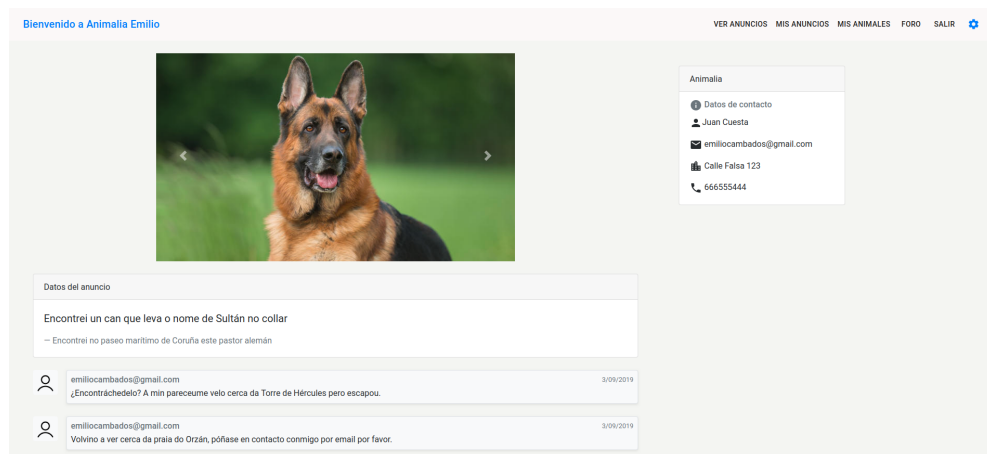 Bienvenido a Animalia Emilio
VER ANUNCIOS MIS ANUNCIOS MIS ANIMALES FORO SALIR
Animalia
Datos de contacto
Juan Cuesta
emiliocambados@gmail.com
Calle Falsa 123
666555444
Datos del anuncio
Encontrei un can que leva o nome de Sultán no collar
— Encontrei no paseo marítimo de Coruña este pastor alemán
emiliocambados@gmail.com 3/09/2019
¿Encontráchedelo? A min pareceume velo cerca da Torre de Hércules pero escapou.
emiliocambados@gmail.com 3/09/2019
Volvino a ver cerca da praia do Orzán, póñase en contacto conmigo por email por favor.